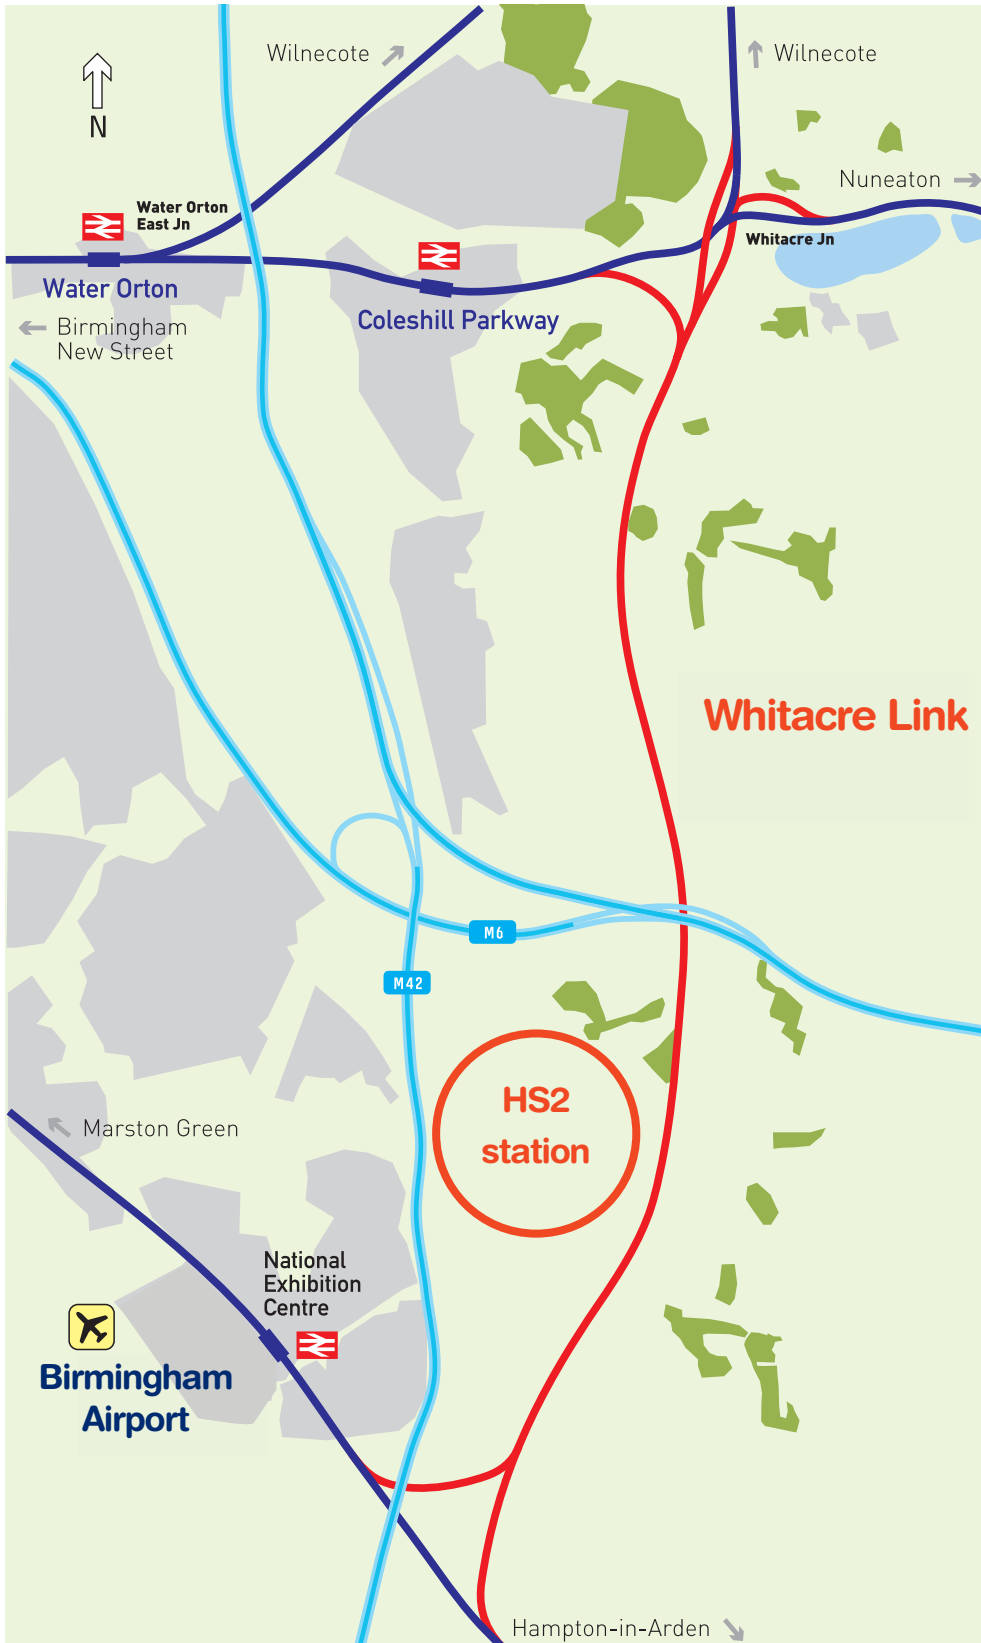 Wilnecote
Wilnecote
N
Nuneaton
Water Orton
East Jn
Whitacre Jn
Water Orton
Coleshill Parkway
Birmingham
New Street
Whitacre Link
M6
M42
HS2
station
Marston Green
National
Exhibition
Centre
Birmingham
Airport
Hampton-in-Arden